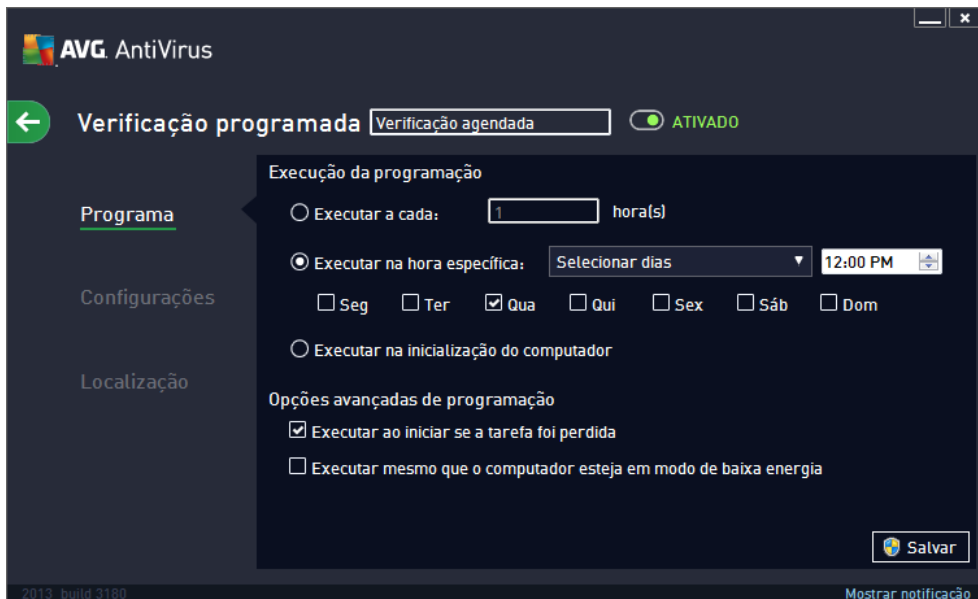 AVG. AntiVirus
Verificação programada Verificação agendada ATIVADO
Programa
Configurações
Localização
Execução da programação
Executar a cada: 1 hora(s)
Executar na hora específica: Selecionar dias 12:00 PM
Seg Ter Qua Qui Sex Sáb Dom
Executar na inicialização do computador
Opções avançadas de programação
Executar ao iniciar se a tarefa foi perdida
Executar mesmo que o computador esteja em modo de baixa energia
Salvar
2013 build 3180 Mostrar notificação